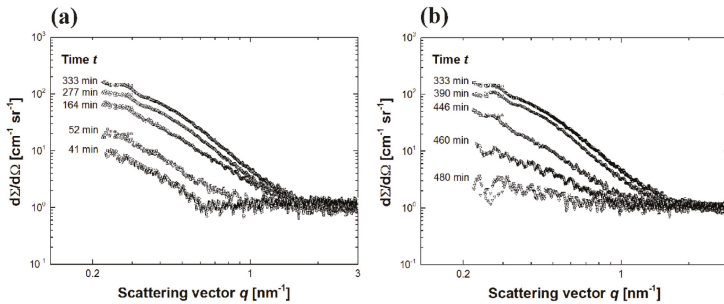 (a)
Time t
333 min
277 min
164 min
52 min
41 min
10³
10²
10¹
10⁰
10⁻¹
dΣ/dΩ [cm⁻¹ sr⁻¹]
0.2
1
3
Scattering vector q [nm⁻¹]
(b)
Time t
333 min
390 min
446 min
460 min
480 min
10³
10²
10¹
10⁰
10⁻¹
dΣ/dΩ [cm⁻¹ sr⁻¹]
0.2
1
Scattering vector q [nm⁻¹]